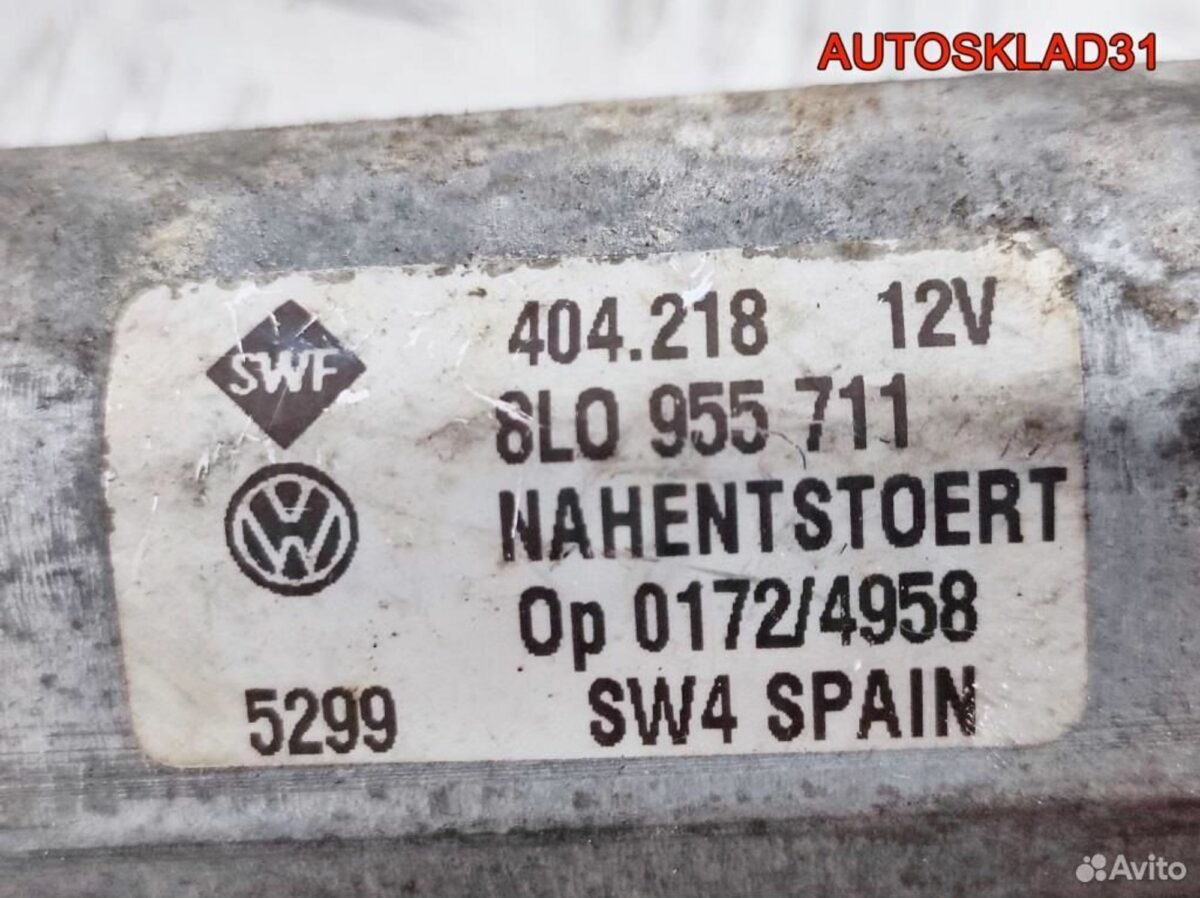 AUTOSKLAD31
404.218 12V
SWF
8L0 955 711
NAHENTSTOERT
Op 0172/4958
5299 SW4 SPAIN
Avito